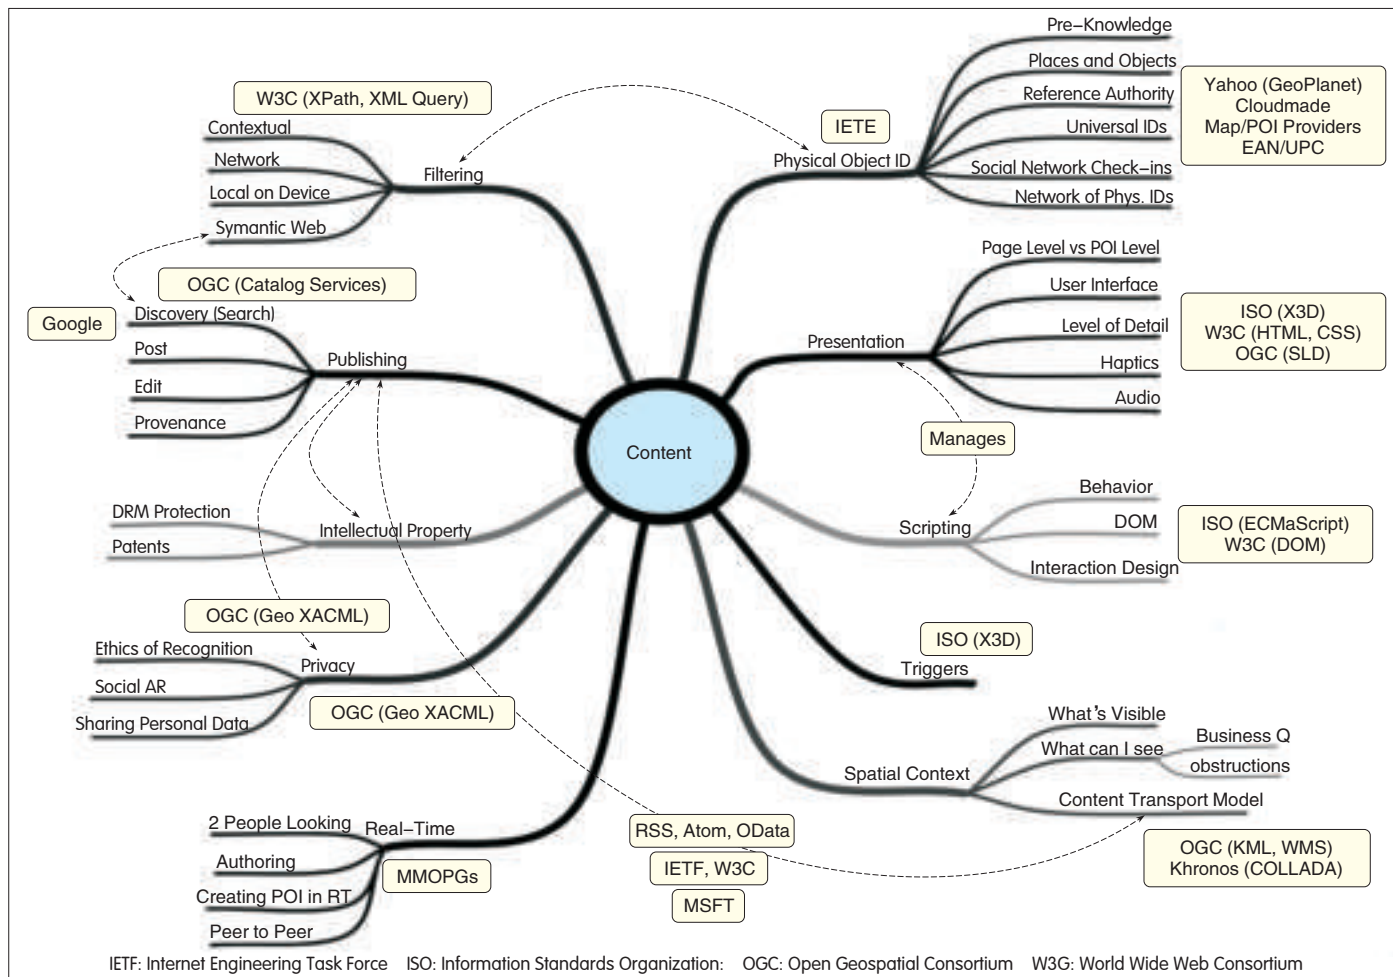 Pre–Knowledge
Places and Objects
Reference Authority
Universal IDs
Social Network Check–ins
Network of Phys. IDs
Yahoo (GeoPlanet)
Cloudmade
Map/POI Providers
EAN/UPC
IETE
Physical Object ID
W3C (XPath, XML Query)
Contextual
Network
Local on Device
Symantic Web
Filtering
OGC (Catalog Services)
Google
Discovery (Search)
Post
Edit
Provenance
Publishing
Page Level vs POI Level
User Interface
Level of Detail
Haptics
Audio
Presentation
ISO (X3D)
W3C (HTML, CSS)
OGC (SLD)
Manages
Content
DRM Protection
Patents
Intellectual Property
Behavior
DOM
Interaction Design
Scripting
ISO (ECMaScript)
W3C (DOM)
OGC (Geo XACML)
Ethics of Recognition
Social AR
Sharing Personal Data
Privacy
OGC (Geo XACML)
ISO (X3D)
Triggers
What's Visible
What can I see
Business Q
obstructions
Content Transport Model
Spatial Context
OGC (KML, WMS)
Khronos (COLLADA)
2 People Looking
Authoring
Creating POI in RT
Peer to Peer
Real–Time
MMOPGs
RSS, Atom, OData
IETF, W3C
MSFT
IETF: Internet Engineering Task Force ISO: Information Standards Organization: OGC: Open Geospatial Consortium W3G: World Wide Web Consortium